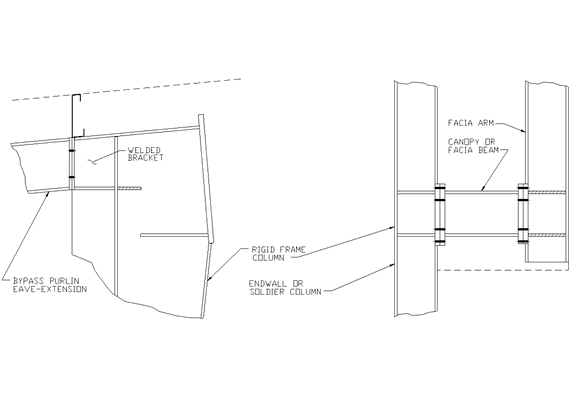 WELDED
BRACKET
BYPASS PURLIN
EAVE-EXTENSION
RIGID FRAME
COLUMN
ENDWALL OR
SOLDIER COLUMN
FACIA ARM
CANOPY OR
FACIA BEAM